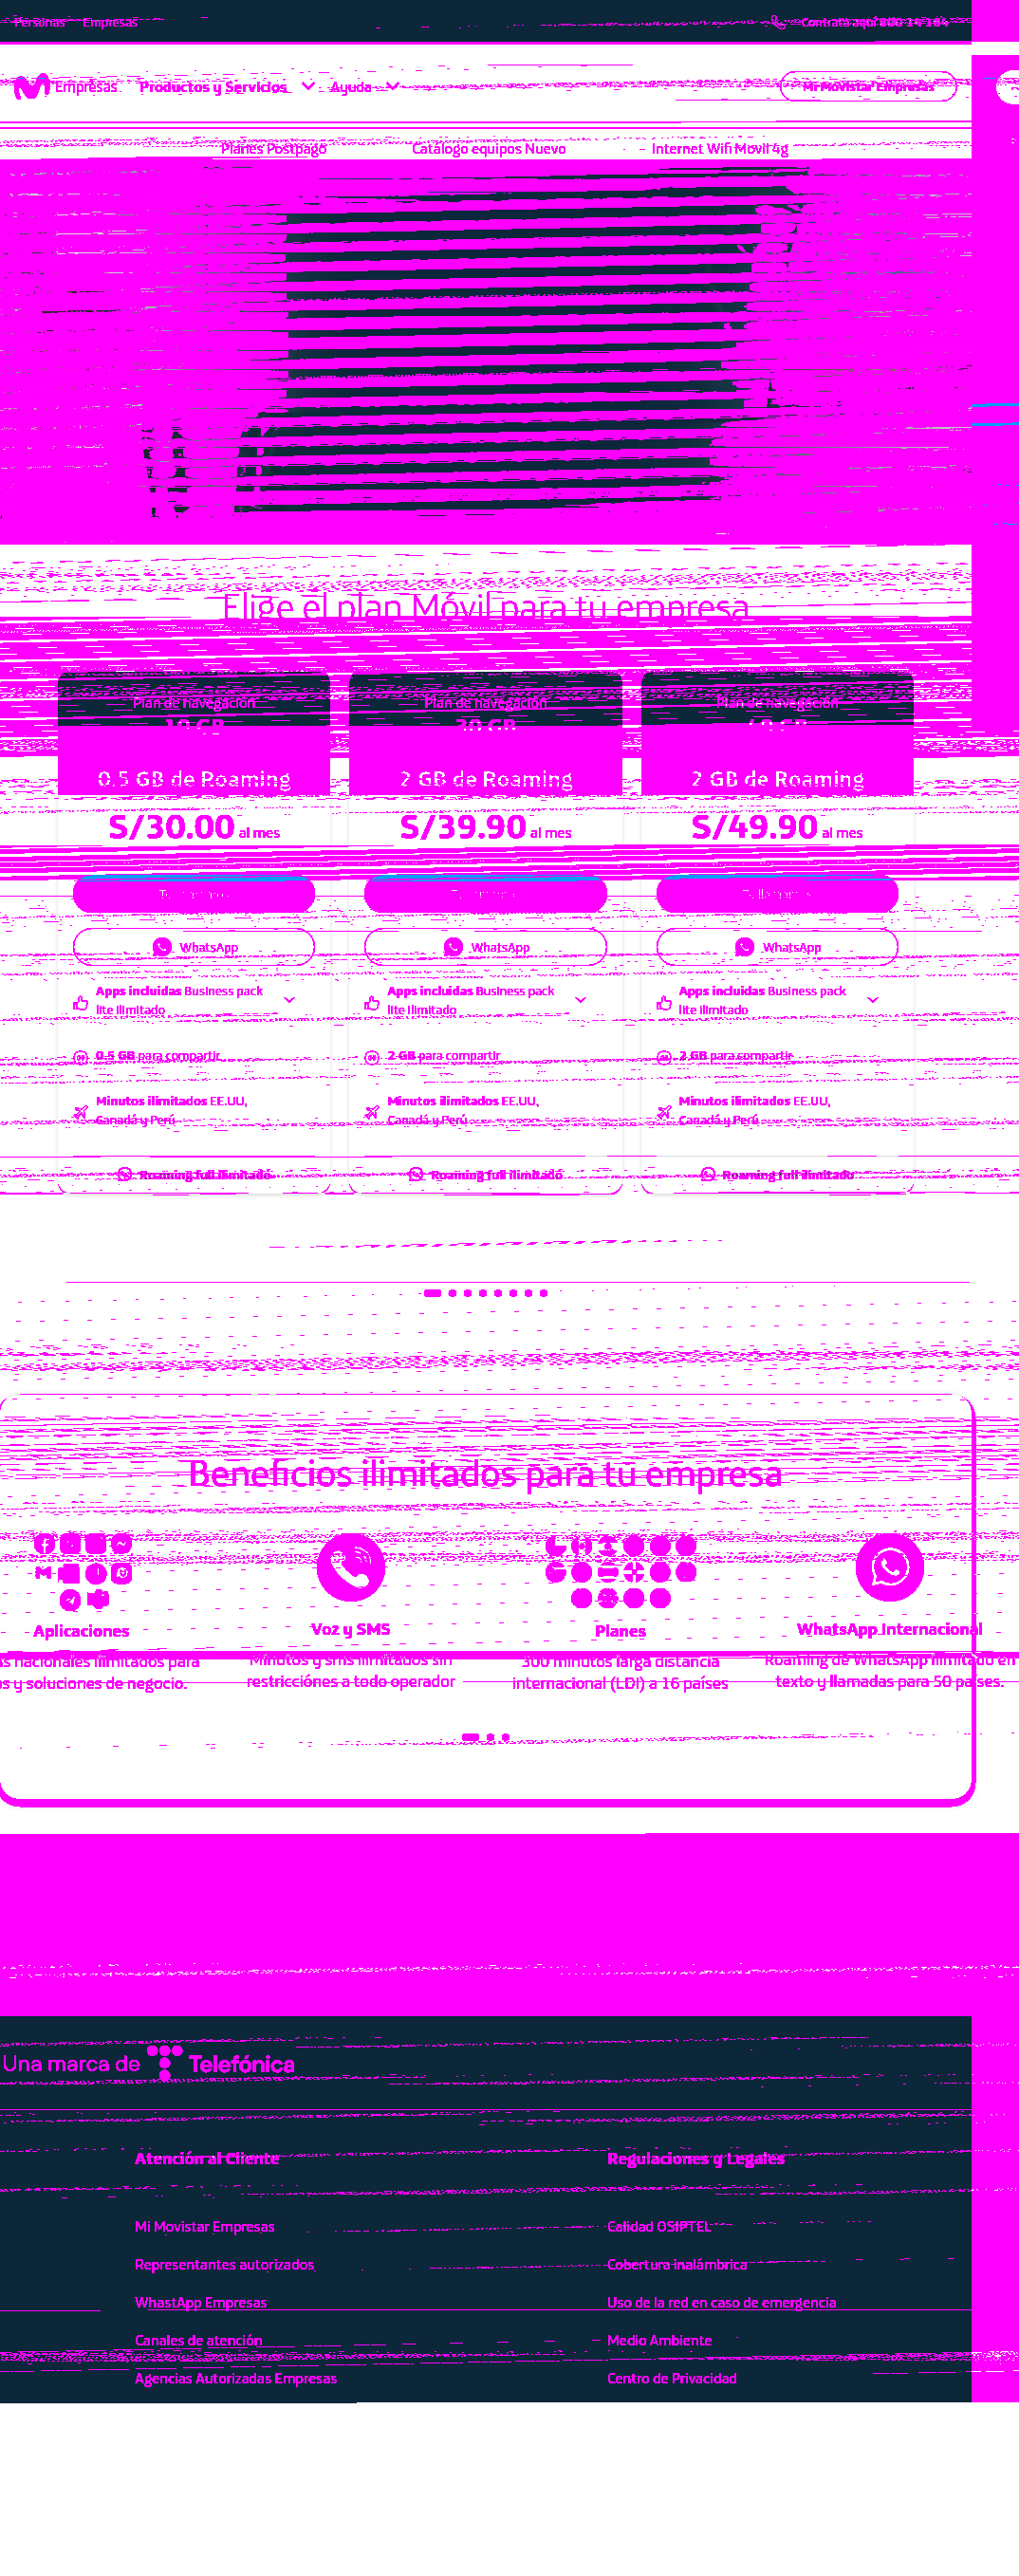 Personas Empresas
Contrata aquí 800 14 184
Empresas Productos y Servicios Ayuda
Mi Movistar Empresas
Planes Postpago Catálogo equipos Nuevo Internet Wifi Movil 4g
Elige el plan Móvil para tu empresa
Plan de navegación
0.5 GB de Roaming
S/30.00 al mes
WhatsApp
Apps incluidas Business pack
lite ilimitado
0.5 GB para compartir
Minutos ilimitados EE.UU,
Canadá y Perú
Roaming full ilimitado
Plan de navegación
30 GB
2 GB de Roaming
S/39.90 al mes
WhatsApp
Apps incluidas Business pack
lite ilimitado
2 GB para compartir
Minutos ilimitados EE.UU,
Canadá y Perú
Roaming full ilimitado
Plan de navegación
2 GB de Roaming
S/49.90 al mes
WhatsApp
Apps incluidas Business pack
lite ilimitado
2 GB para compartir
Minutos ilimitados EE.UU,
Canadá y Perú
Roaming full ilimitado
Beneficios ilimitados para tu empresa
Aplicaciones
nacionales ilimitados para
y soluciones de negocio.
Voz y SMS
Minutos y sms ilimitados sin
restricciónes a todo operador
Planes
300 minutos larga distancia
internacional (LDI) a 16 países
WhatsApp Internacional
Roaming de WhatsApp ilimitado en
texto y llamadas para 50 países.
Una marca de Telefónica
Atención al Cliente
Mi Movistar Empresas
Representantes autorizados
WhastApp Empresas
Canales de atención
Agencias Autorizadas Empresas
Regulaciones y Legales
Calidad OSIPTEL
Cobertura inalámbrica
Uso de la red en caso de emergencia
Medio Ambiente
Centro de Privacidad